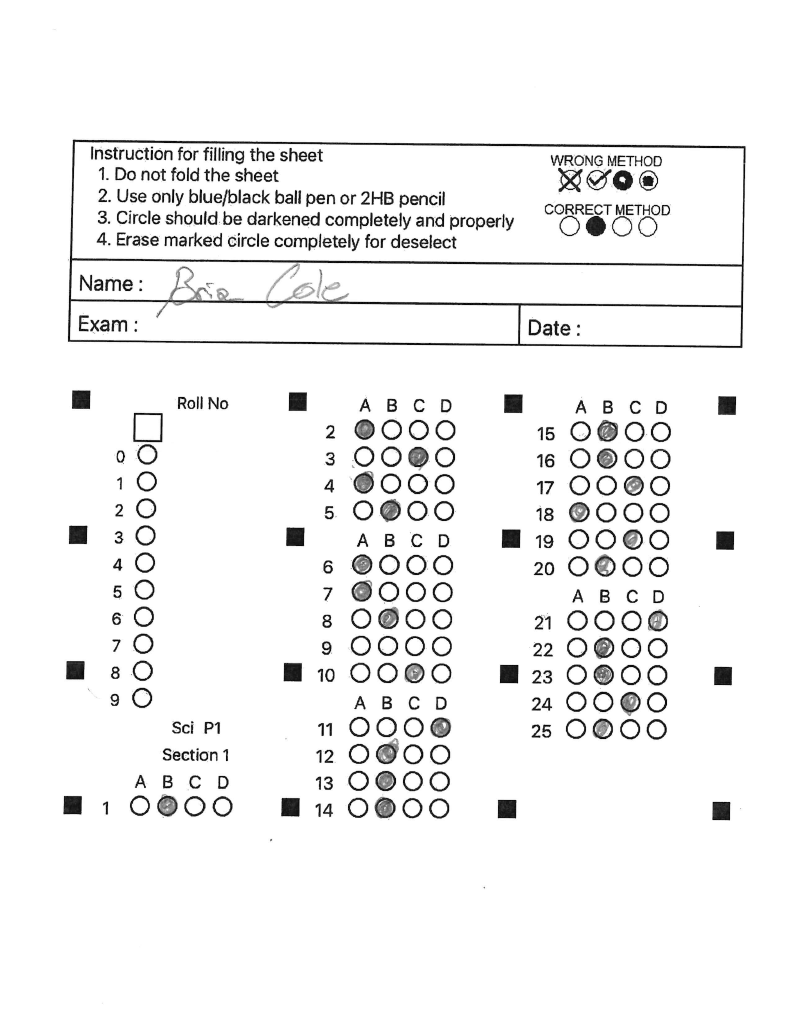 Instruction for filling the sheet
1. Do not fold the sheet
2. Use only blue/black ball pen or 2HB pencil
3. Circle should be darkened completely and properly
4. Erase marked circle completely for deselect
WRONG METHOD
CORRECT METHOD
Name : Bria Cole
Exam :
Date :
Roll No
0
1
2
3
4
5
6
7
8
9
Sci P1
Section 1
A B C D
1
A B C D
2
3
4
5
A B C D
6
7
8
9
10
A B C D
11
12
13
14
A B C D
15
16
17
18
19
20
A B C D
21
22
23
24
25